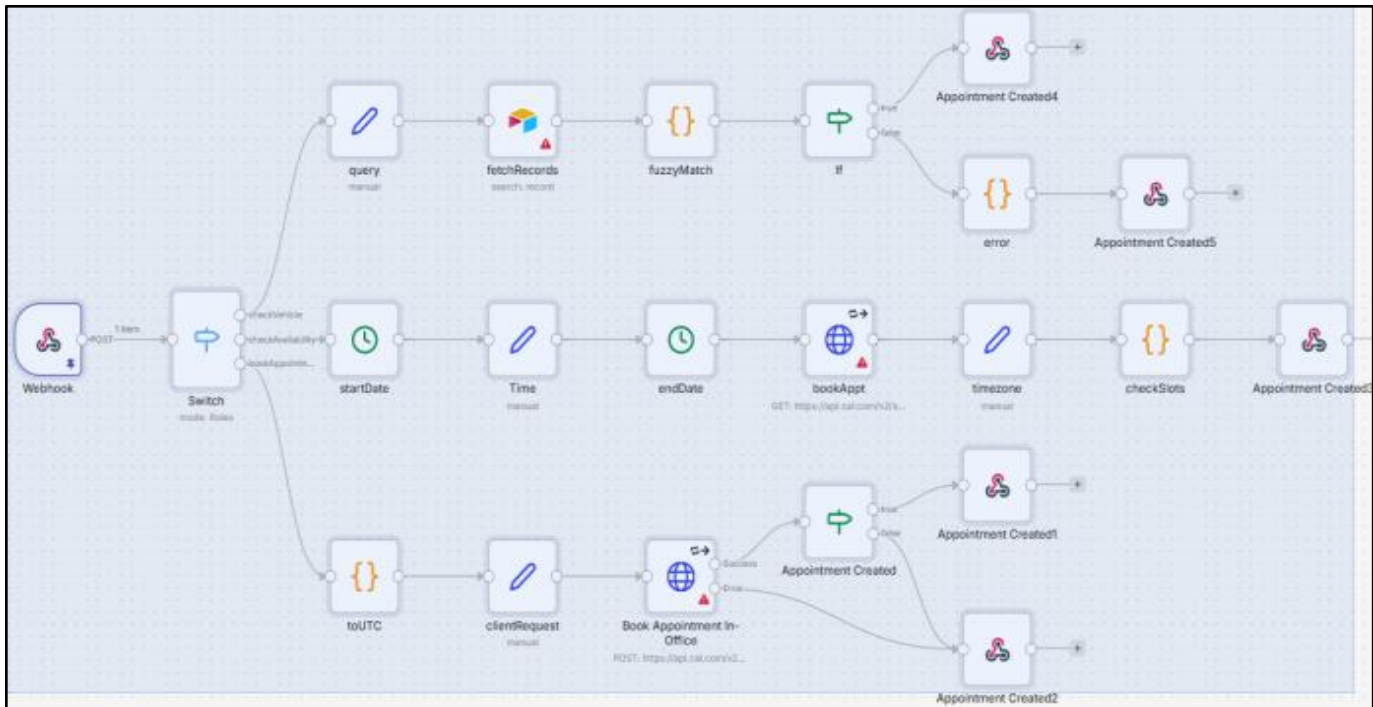 Appointment Created4
true
false
query
manual
fetchRecords
search: record
fuzzyMatch
If
error
Appointment Created5
Webhook
POST
1 item
Switch
mode: Rules
checkVehicle
checkAvailability
bookAppointm...
startDate
Time
manual
endDate
bookAppt
GET: https://api.cal.com/v2/s...
timezone
manual
checkSlots
Appointment Created3
Appointment Created1
true
false
Appointment Created
Success
Error
toUTC
clientRequest
manual
Book Appointment In-
Office
POST: https://api.cal.com/v2...
Appointment Created2